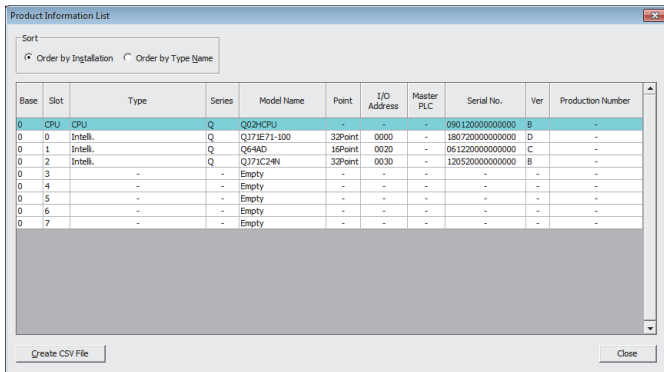 Product Information List
Sort
Order by Installation Order by Type Name
Base Slot Type Series Model Name Point I/O Address Master PLC Serial No. Ver Production Number
0 CPU CPU Q Q02HCPU - - - 090120000000000 B -
0 0 Intelli. Q QJ71E71-100 32Point 0000 - 180720000000000 D -
0 1 Intelli. Q Q64AD 16Point 0020 - 061220000000000 C -
0 2 Intelli. Q QJ71C24N 32Point 0030 - 120520000000000 B -
0 3 - - Empty - - - - - -
0 4 - - Empty - - - - - -
0 5 - - Empty - - - - - -
0 6 - - Empty - - - - - -
0 7 - - Empty - - - - - -
Create CSV File Close